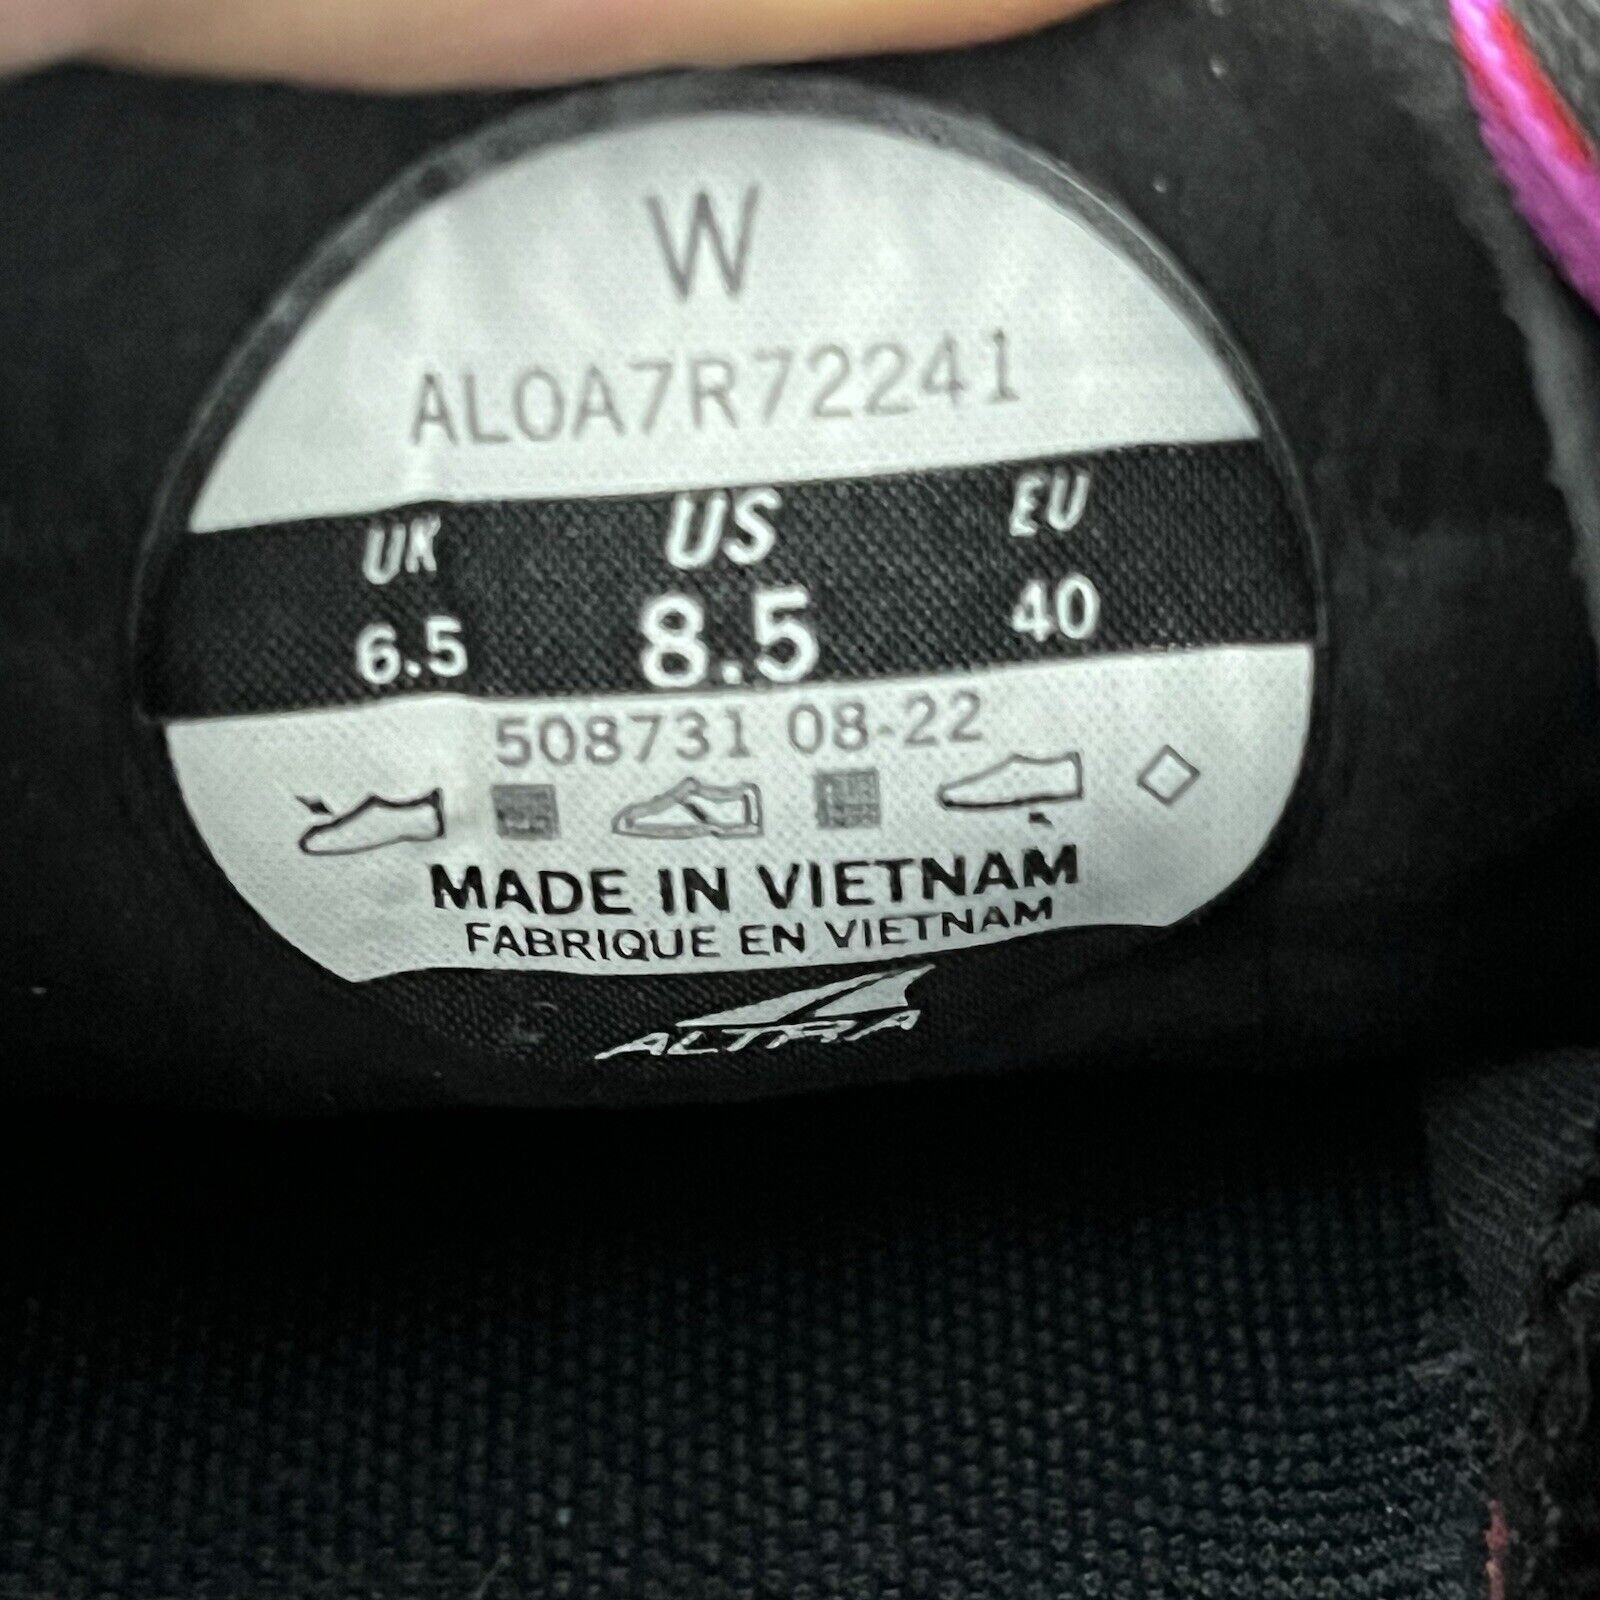 W
AL0A7R72241
UK US EU
6.5 8.5 40
508731 08-22
MADE IN VIETNAM
FABRIQUE EN VIETNAM
ALTRA